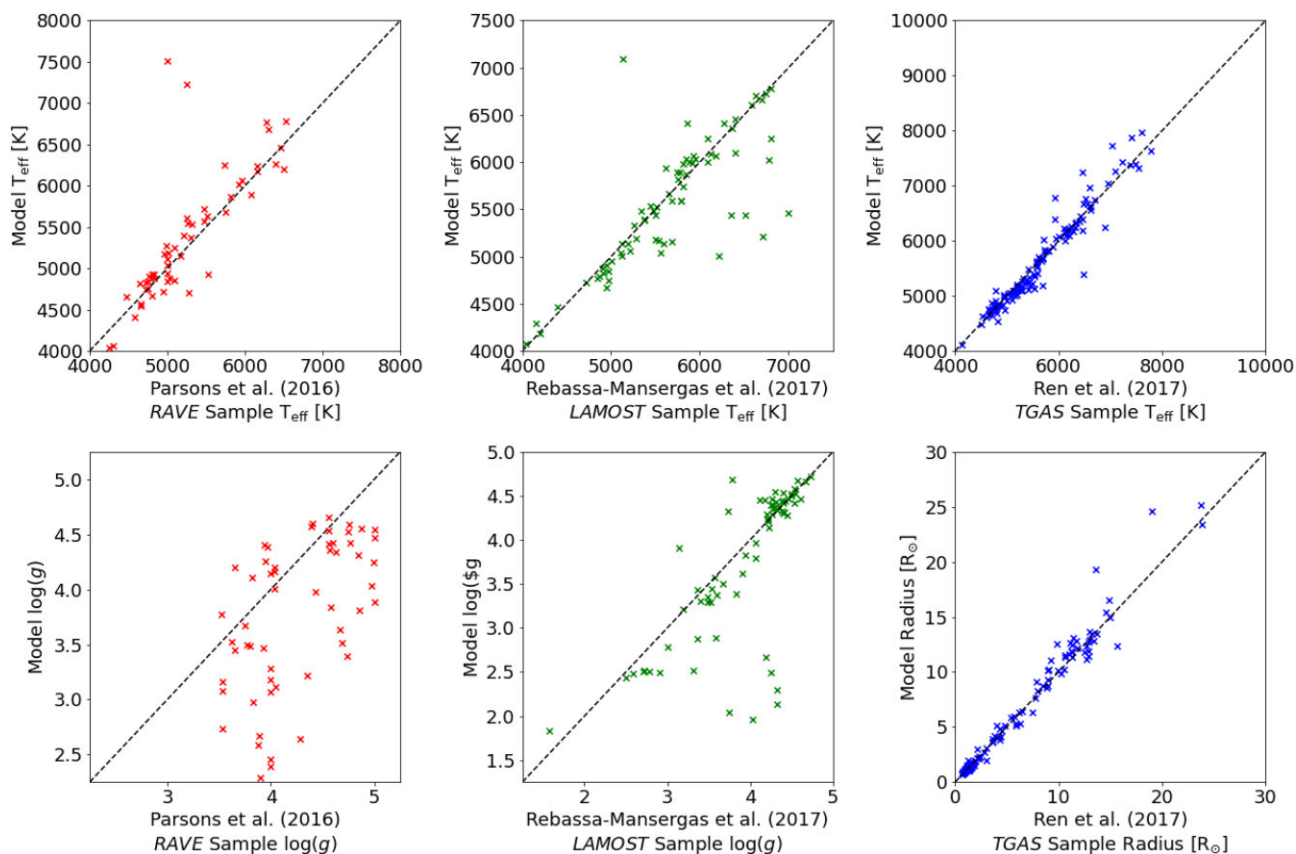 8000
7500
7000
6500
6000
5500
5000
4500
4000
Model T_eff [K]
4000 5000 6000 7000 8000
Parsons et al. (2016)
RAVE Sample T_eff [K]
7500
7000
6500
6000
5500
5000
4500
4000
Model T_eff [K]
4000 5000 6000 7000
Rebassa-Mansergas et al. (2017)
LAMOST Sample T_eff [K]
10000
9000
8000
7000
6000
5000
4000
Model T_eff [K]
4000 6000 8000 10000
Ren et al. (2017)
TGAS Sample T_eff [K]
5.0
4.5
4.0
3.5
3.0
2.5
Model log(g)
3 4 5
Parsons et al. (2016)
RAVE Sample log(g)
5.0
4.5
4.0
3.5
3.0
2.5
2.0
1.5
Model log($g
2 3 4 5
Rebassa-Mansergas et al. (2017)
LAMOST Sample log(g)
30
25
20
15
10
5
0
Model Radius [R⊙]
0 10 20 30
Ren et al. (2017)
TGAS Sample Radius [R⊙]